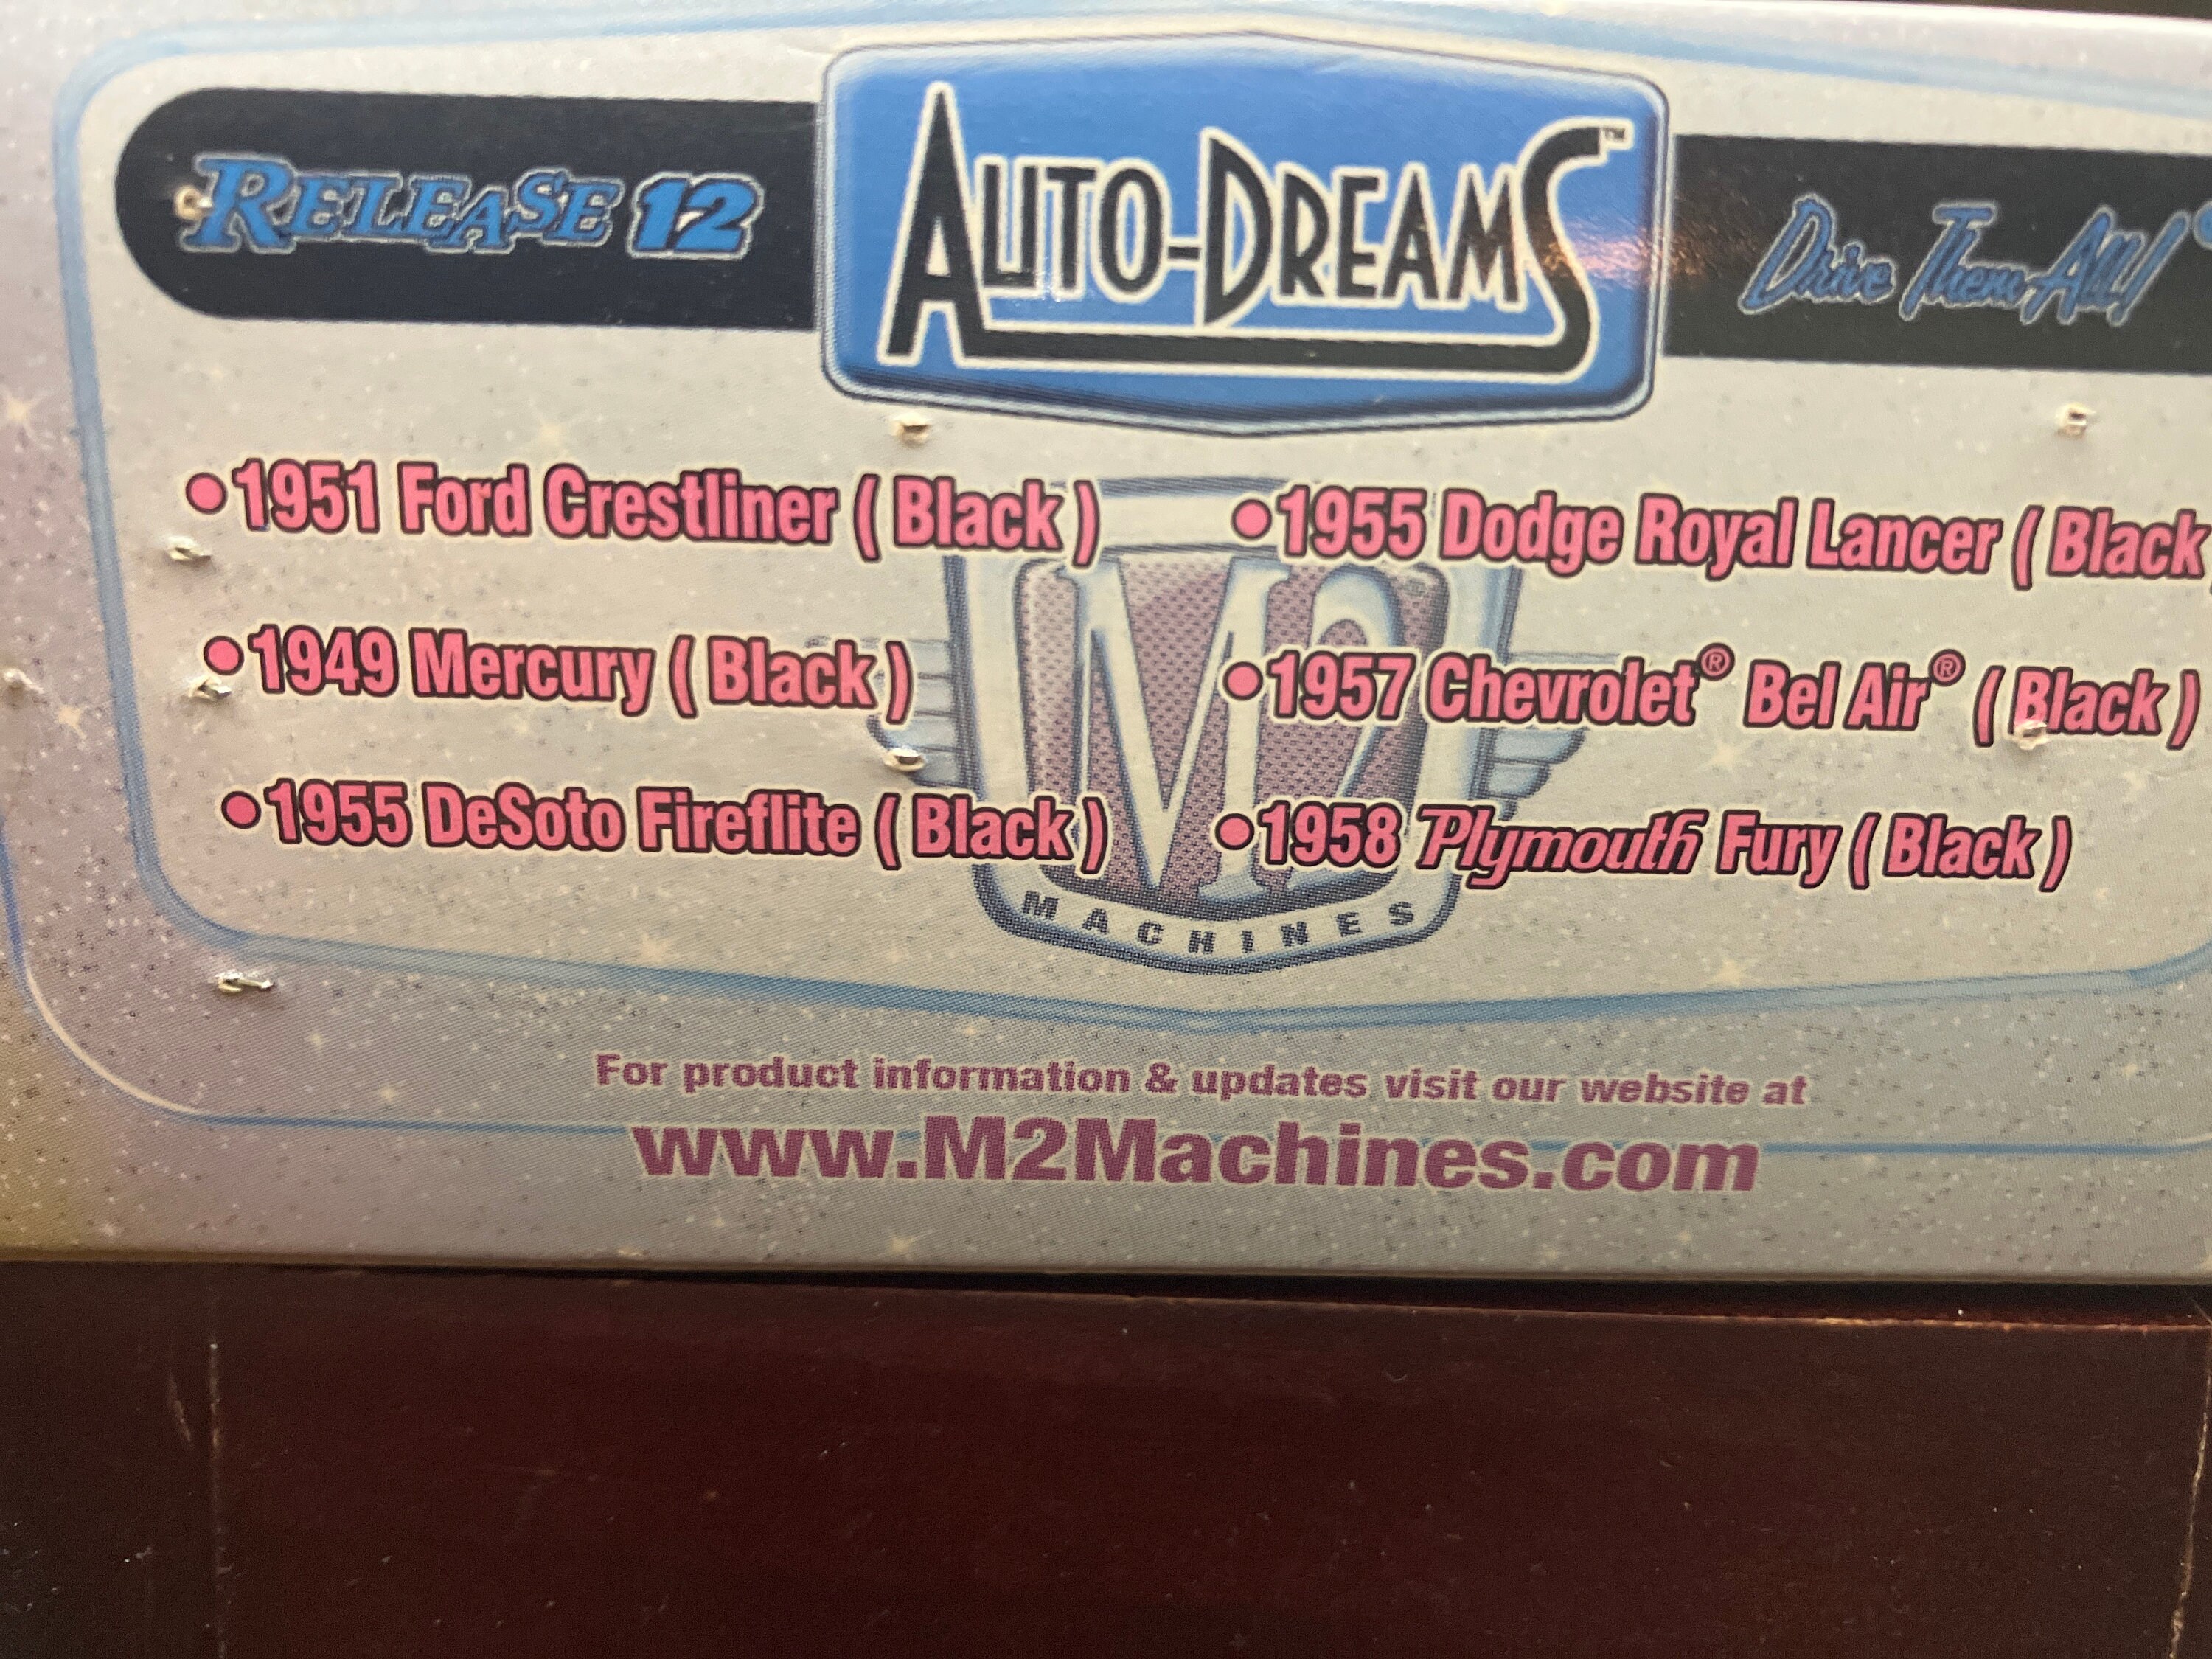 RELEASE 12
AUTO-DREAMS™
Drive Them All!
•1951 Ford Crestliner ( Black )
•1949 Mercury ( Black )
•1955 DeSoto Fireflite ( Black )
•1955 Dodge Royal Lancer ( Black
•1957 Chevrolet® Bel Air® ( Black )
•1958 Plymouth Fury ( Black )
M2
MACHINES
For product information & updates visit our website at
www.M2Machines.com